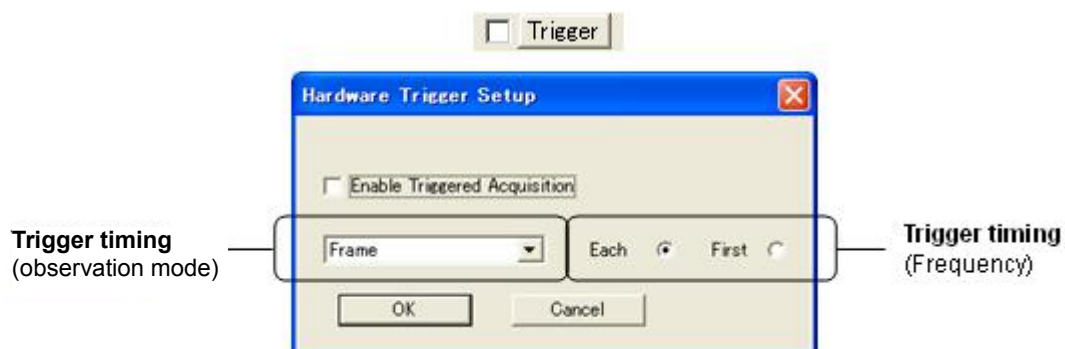 Trigger
Hardware Trigger Setup
Enable Triggered Acquisition
Trigger timing
(observation mode)
Frame
Each
First
Trigger timing
(Frequency)
OK
Cancel